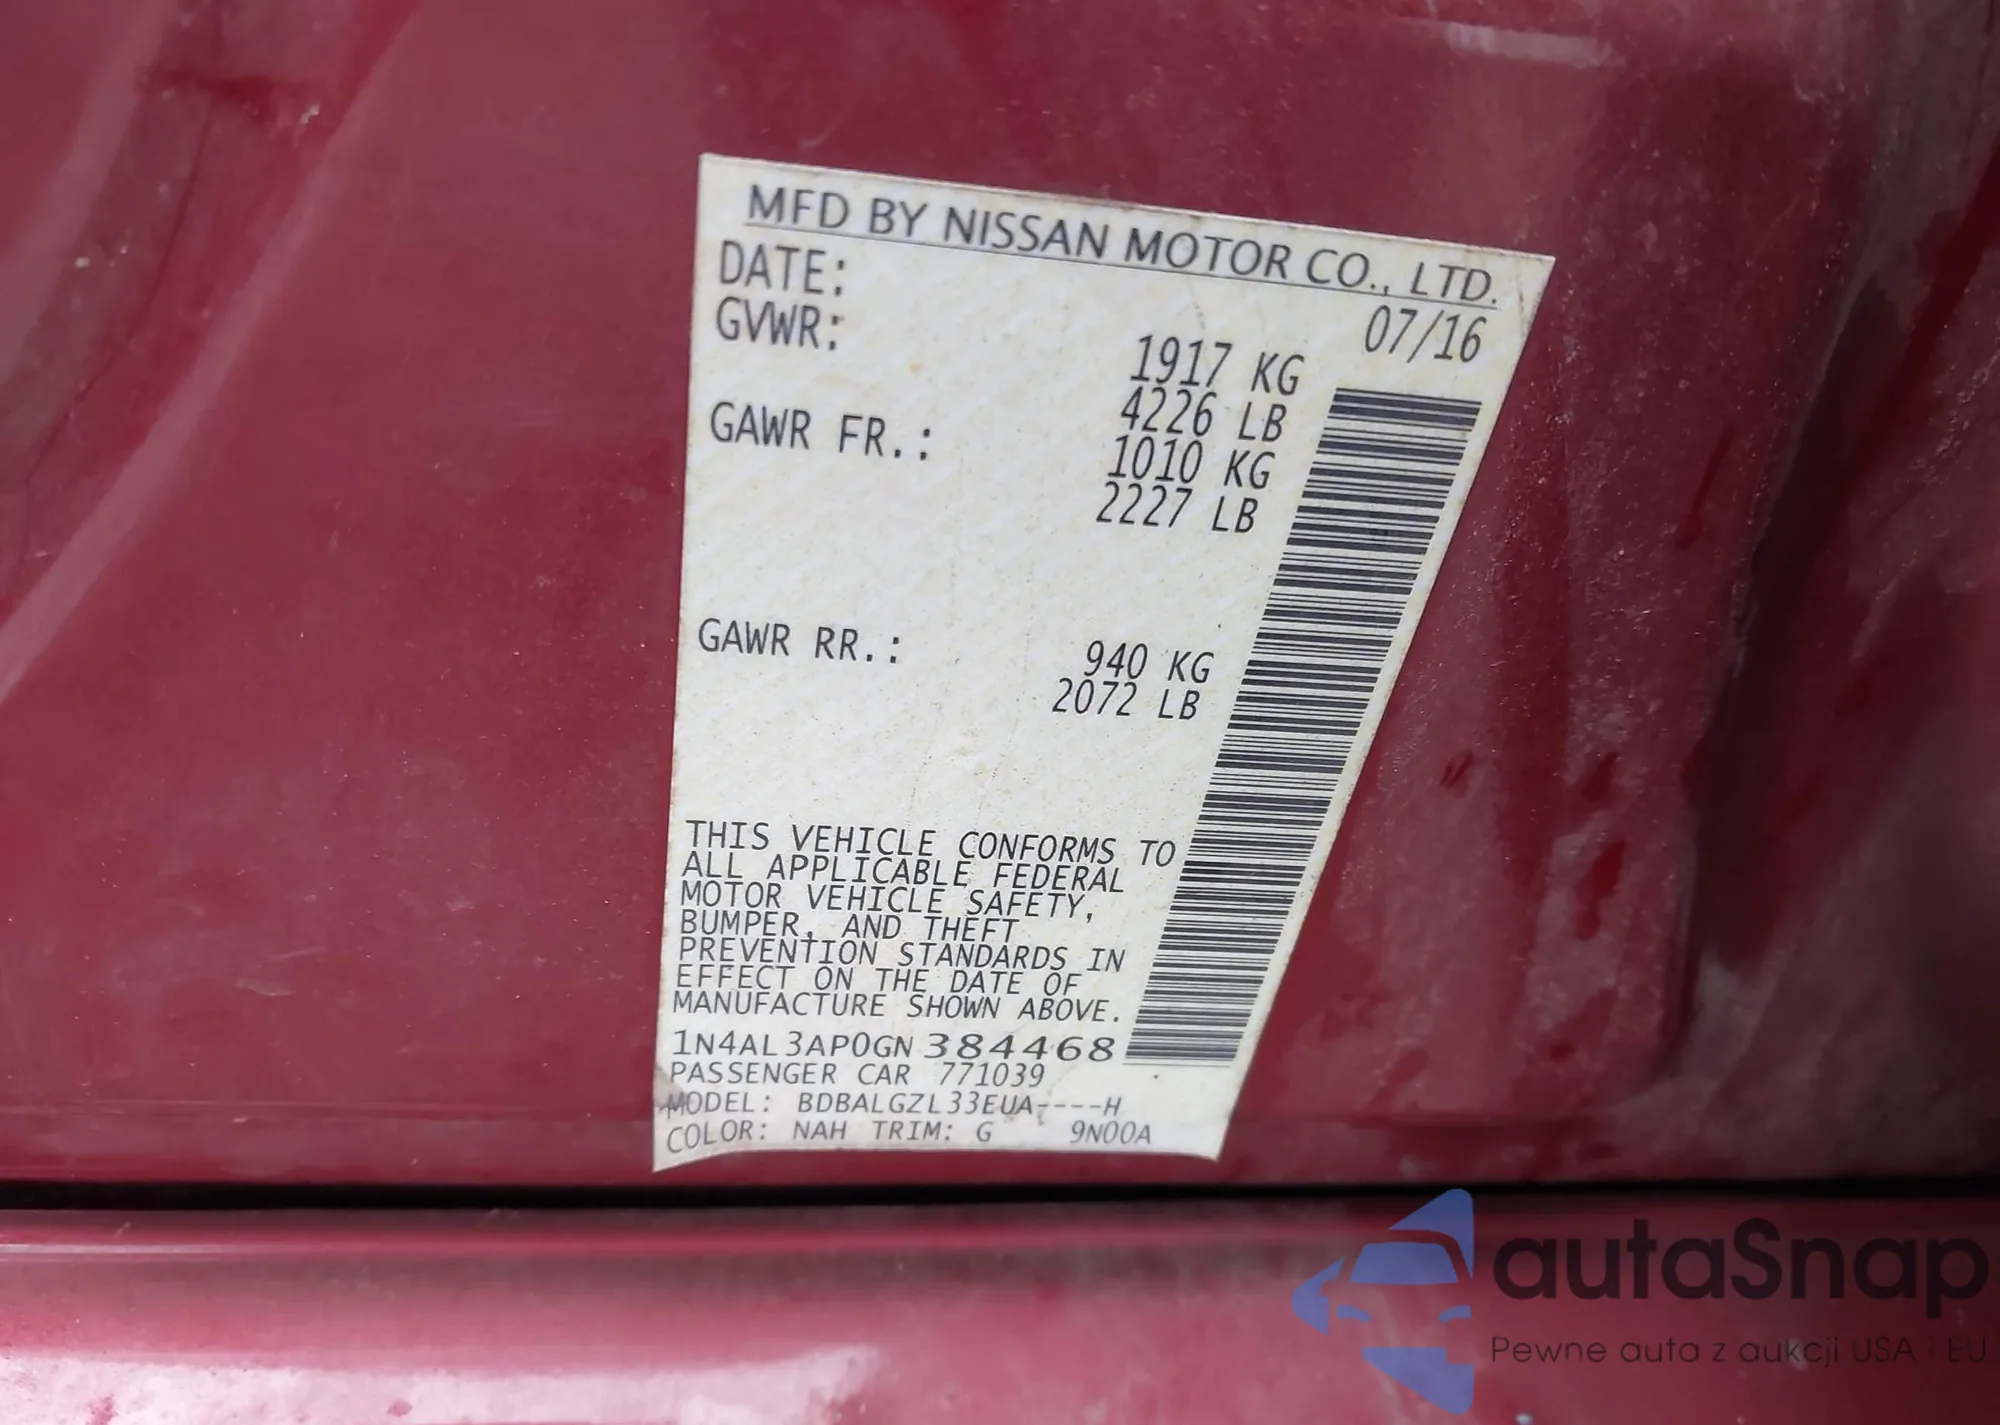 MFD BY NISSAN MOTOR CO., LTD.
DATE: 07/16
GVWR: 1917 KG
4226 LB
GAWR FR.: 1010 KG
2227 LB
GAWR RR.: 940 KG
2072 LB
THIS VEHICLE CONFORMS TO
ALL APPLICABLE FEDERAL
MOTOR VEHICLE SAFETY,
BUMPER, AND THEFT
PREVENTION STANDARDS IN
EFFECT ON THE DATE OF
MANUFACTURE SHOWN ABOVE.
1N4AL3AP0GN384468
PASSENGER CAR 771039
MODEL: BDBALGZL33EUA----H
COLOR: NAH TRIM: G 9N00A
autaSnap
Pewne auta z aukcji USA i EU